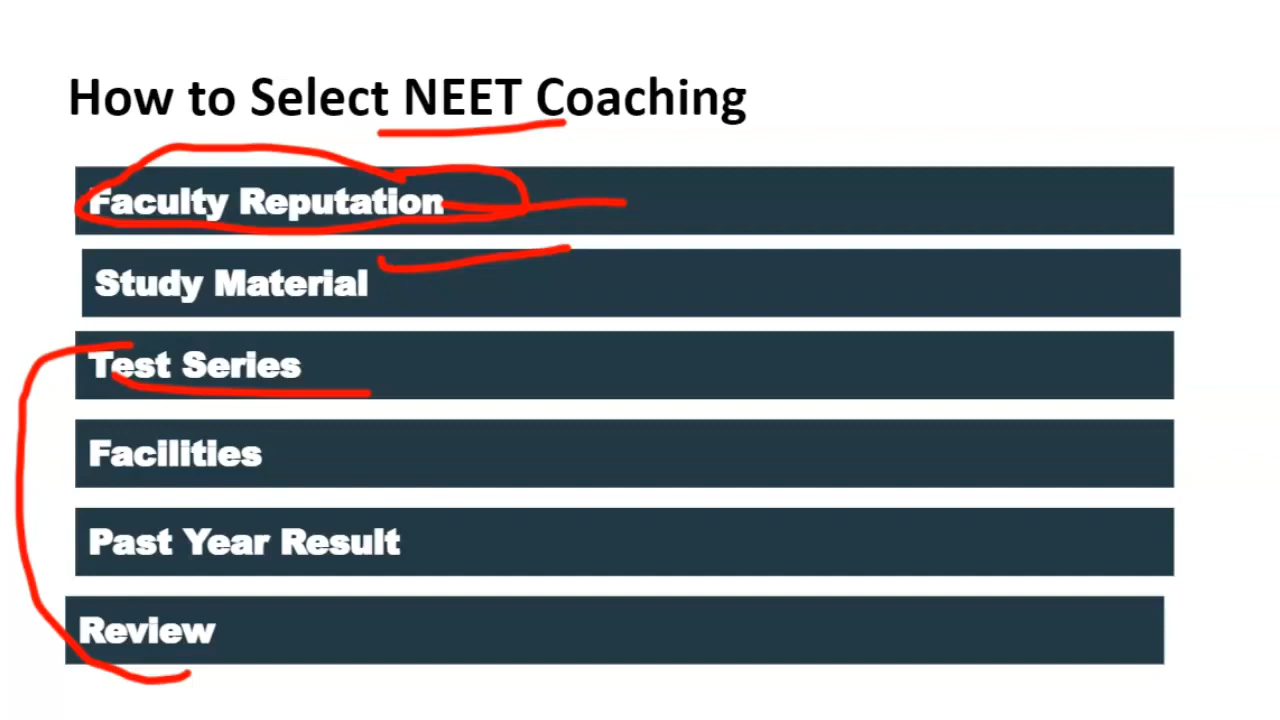 How to Select NEET Coaching
Faculty Reputation
Study Material
Test Series
Facilities
Past Year Result
Review